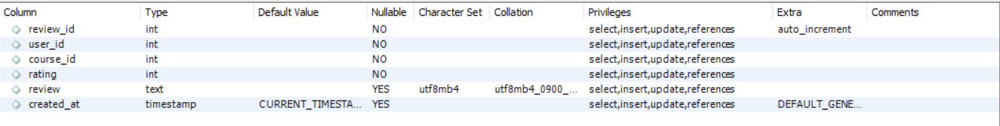 Column Type Default Value Nullable Character Set Collation Privileges Extra Comments
review_id int NO select,insert,update,references auto_increment
user_id int NO select,insert,update,references
course_id int NO select,insert,update,references
rating int NO select,insert,update,references
review text YES utf8mb4 utf8mb4_0900_... select,insert,update,references
created_at timestamp CURRENT_TIMESTA... YES select,insert,update,references DEFAULT_GENE...